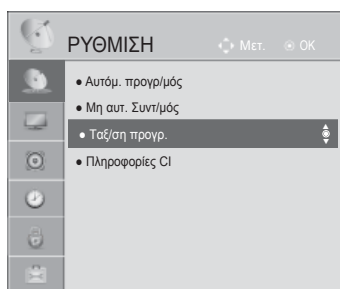 ΡΥΘΜΙΣΗ Μετ. OK
● Αυτόμ. προγρ/μός
● Μη αυτ. Συντ/μός
● Ταξ/ση προγρ.
● Πληροφορίες CI